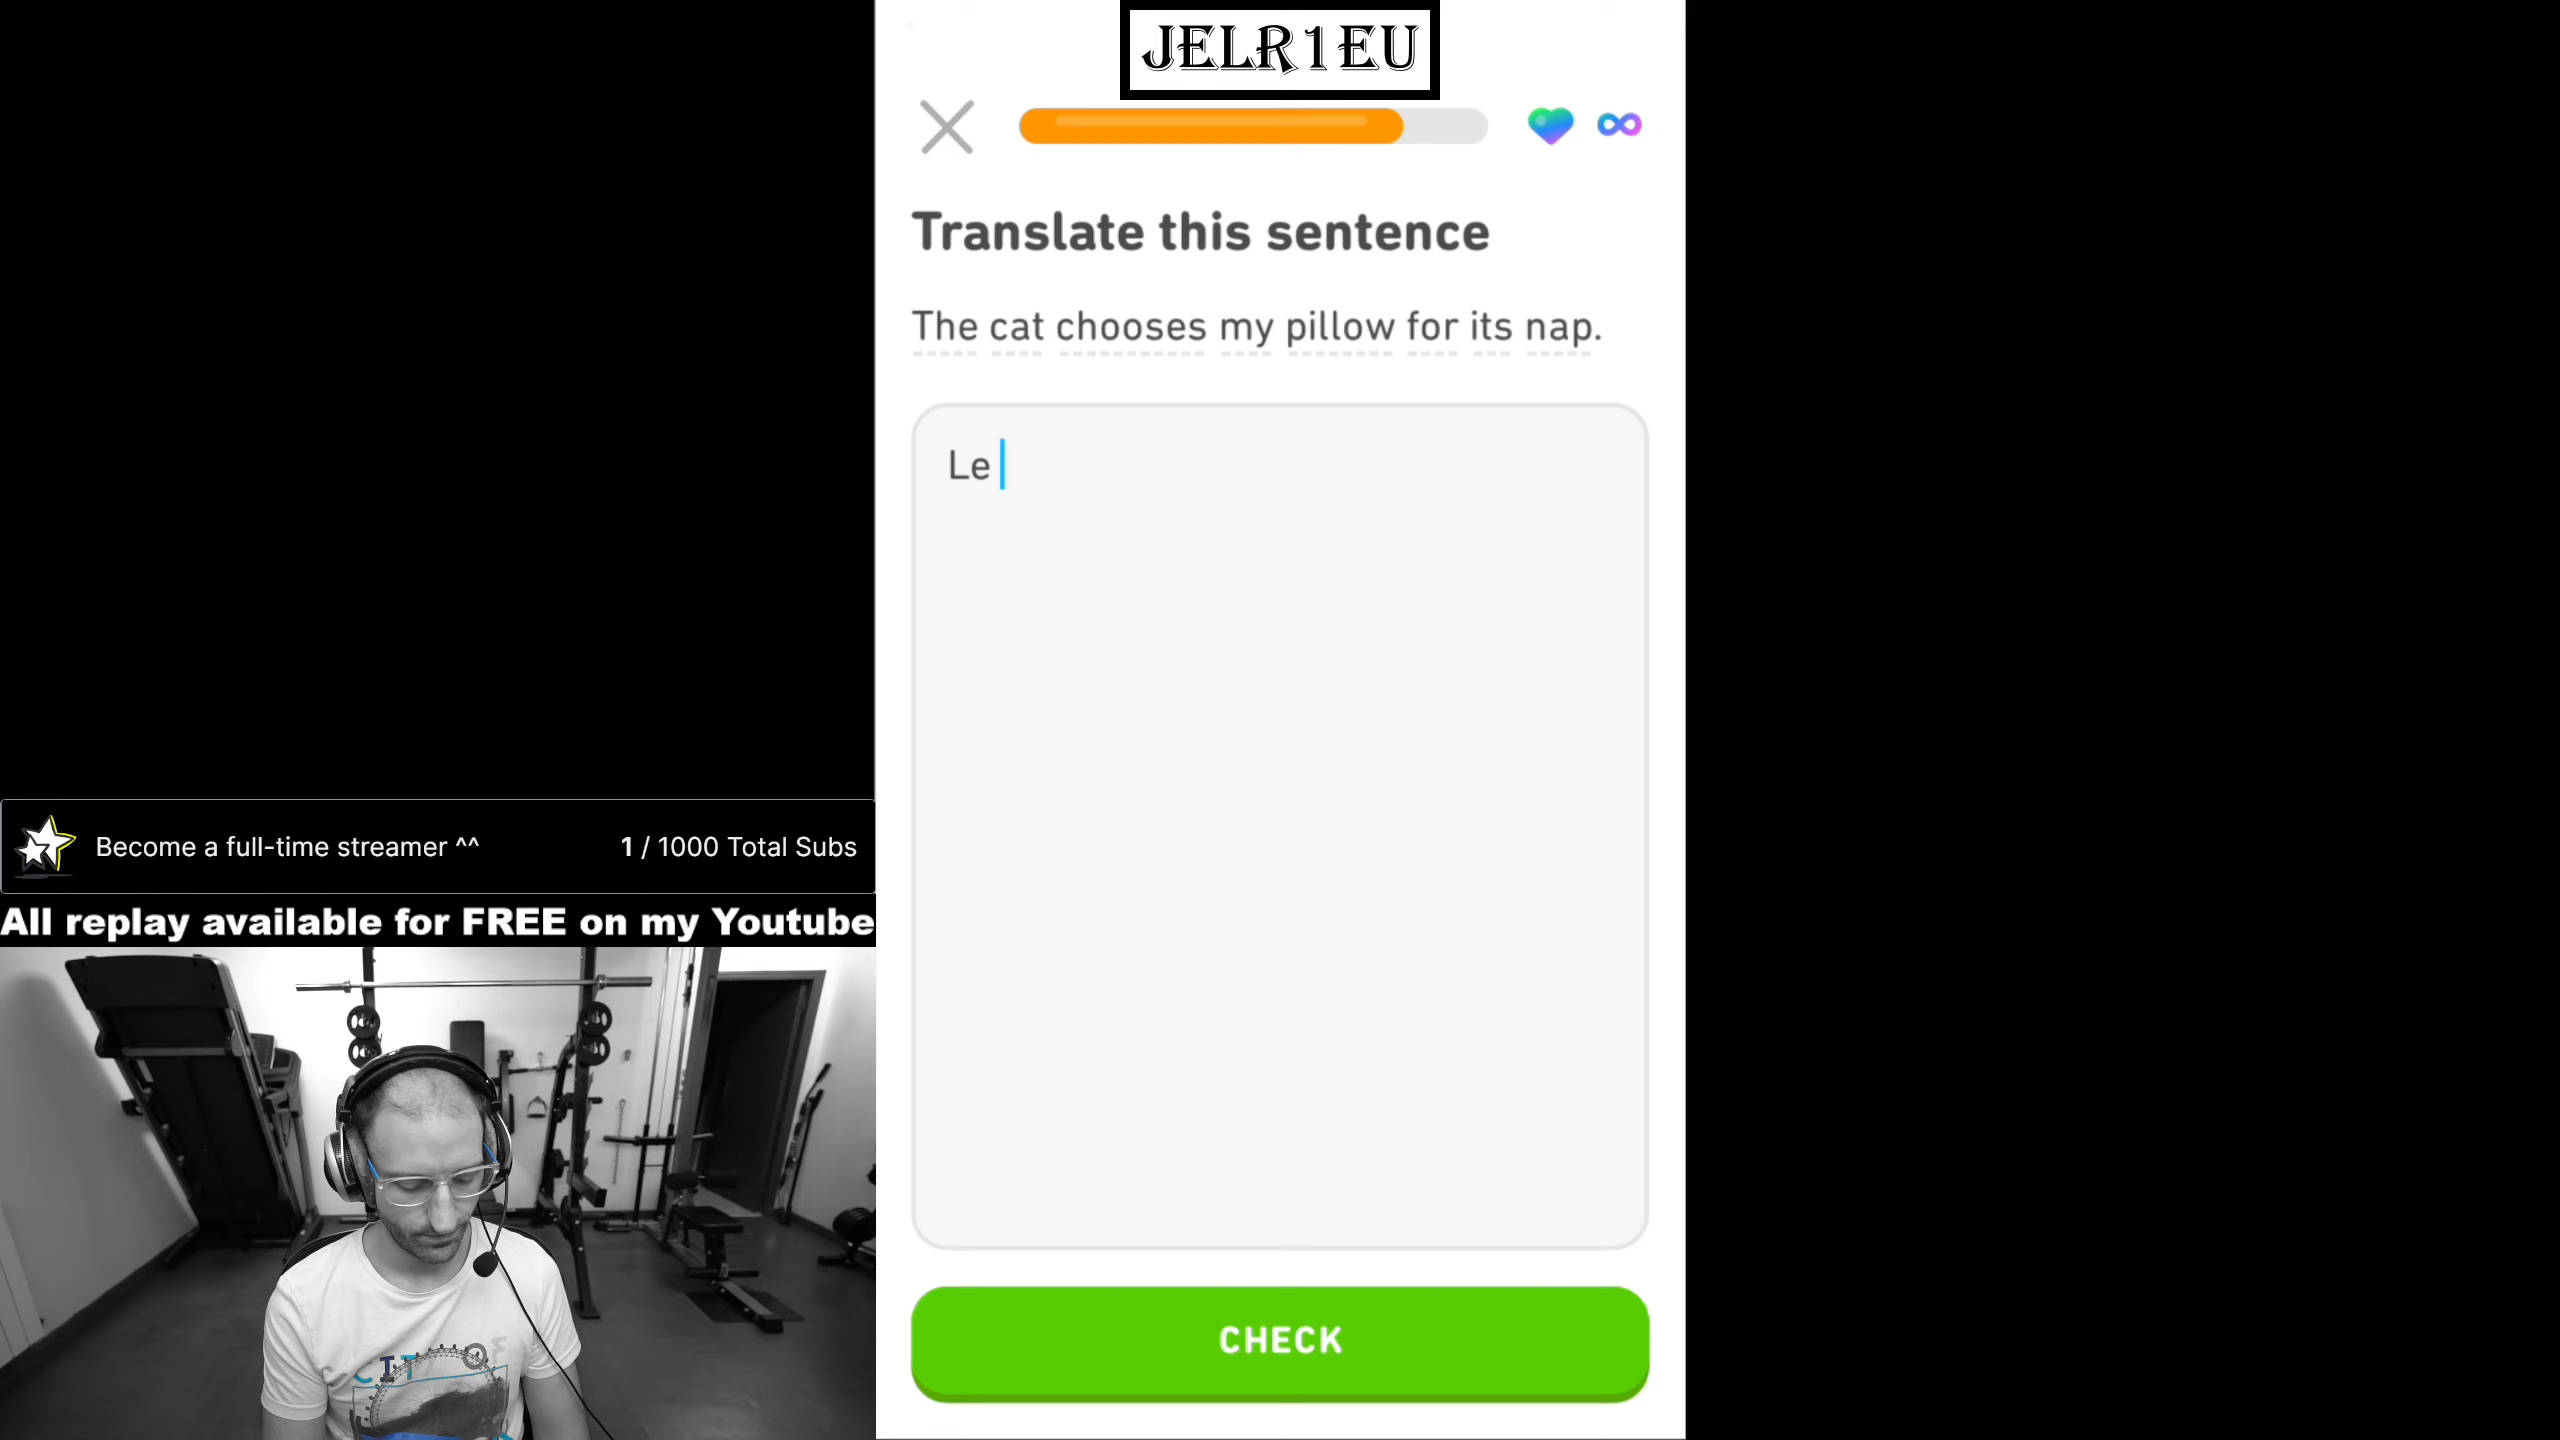 JELR1EU
Translate this sentence
The cat chooses my pillow for its nap.
Le
CHECK
Become a full-time streamer ^^ 1 / 1000 Total Subs
All replay available for FREE on my Youtube